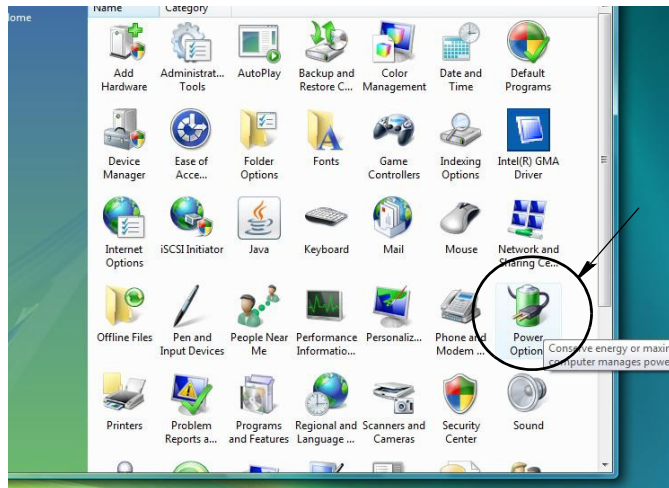 Home
Name Category
Add Hardware
Administrat... Tools
AutoPlay
Backup and Restore C...
Color Management
Date and Time
Default Programs
Device Manager
Ease of Acce...
Folder Options
Fonts
Game Controllers
Indexing Options
Intel(R) GMA Driver
Internet Options
iSCSI Initiator
Java
Keyboard
Mail
Mouse
Network and Sharing Ce...
Offline Files
Pen and Input Devices
People Near Me
Performance Informatio...
Personaliz...
Phone and Modem ...
Power Option
Conserve energy or maxim
computer manages powe
Printers
Problem Reports a...
Programs and Features
Regional and Language ...
Scanners and Cameras
Security Center
Sound